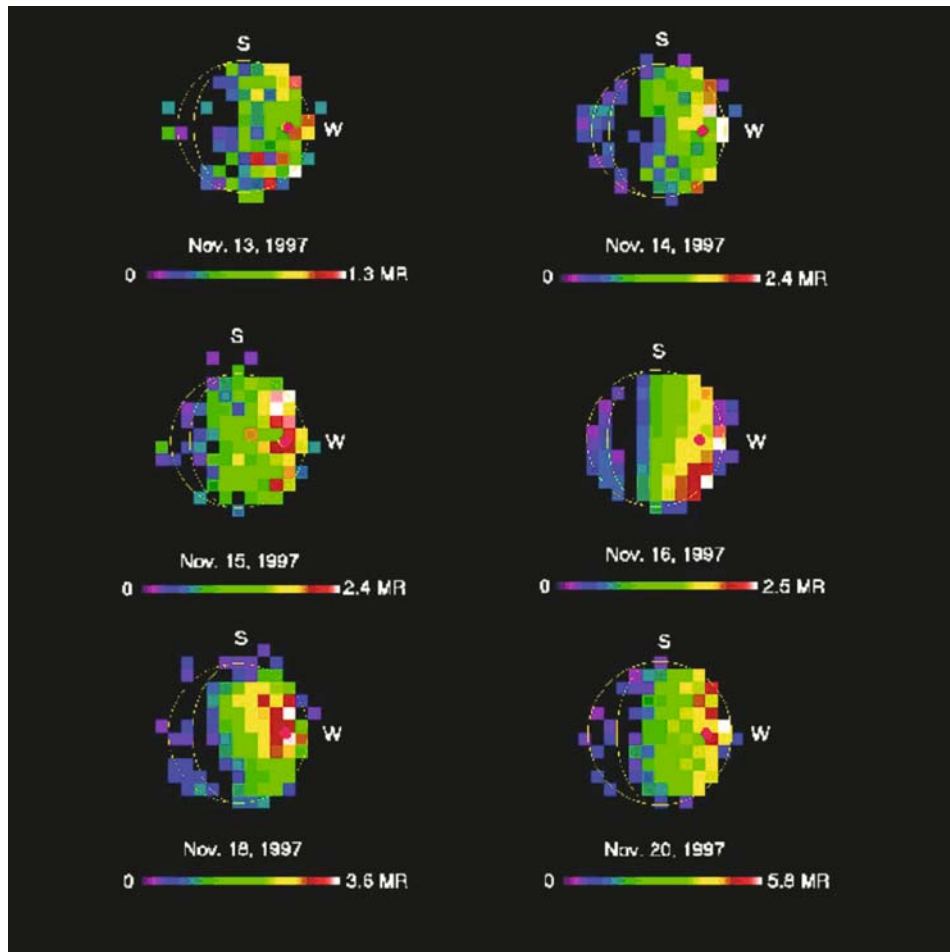 S
W
Nov. 13, 1997
0 1.3 MR
S
W
Nov. 14, 1997
0 2.4 MR
S
W
Nov. 15, 1997
0 2.4 MR
S
W
Nov. 16, 1997
0 2.5 MR
S
W
Nov. 18, 1997
0 3.6 MR
S
W
Nov. 20, 1997
0 5.8 MR